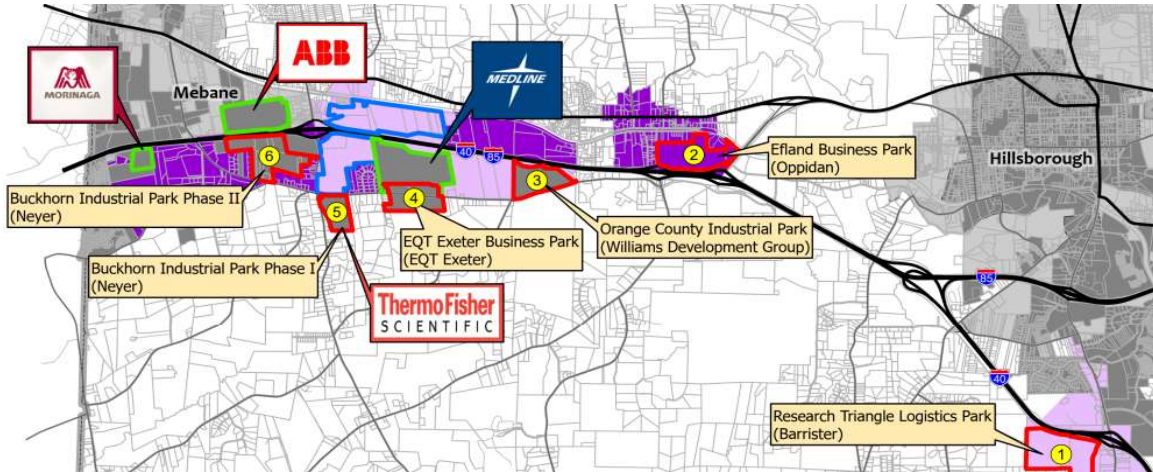 MORINAGA
Mebane
ABB
MEDLINE
40
85
6
2
Efland Business Park
(Oppidan)
Hillsborough
3
Buckhorn Industrial Park Phase II
(Neyer)
4
5
Orange County Industrial Park
(Williams Development Group)
EQT Exeter Business Park
(EQT Exeter)
Buckhorn Industrial Park Phase I
(Neyer)
85
ThermoFisher
SCIENTIFIC
40
Research Triangle Logistics Park
(Barrister)
1